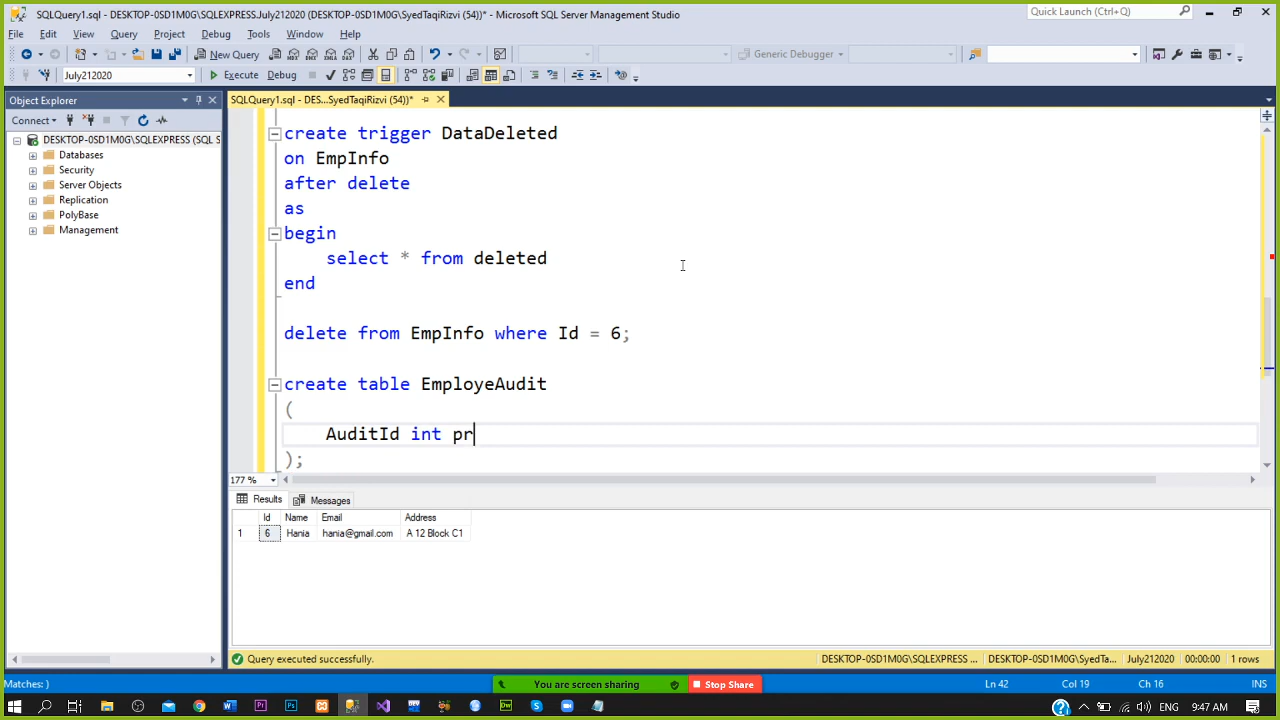 SQLQuery1.sql - DESKTOP-0SD1M0G\SQLEXPRESS.July212020 (DESKTOP-0SD1M0G\SyedTaqiRizvi (54))* - Microsoft SQL Server Management Studio
Quick Launch (Ctrl+Q)
File Edit View Query Project Debug Tools Window Help
New Query
Generic Debugger
July212020
Execute Debug
Object Explorer
SQLQuery1.sql - DES...SyedTaqiRizvi (54))*
Connect
DESKTOP-0SD1M0G\SQLEXPRESS (SQL S
Databases
Security
Server Objects
Replication
PolyBase
Management
create trigger DataDeleted
on EmpInfo
after delete
as
begin
select * from deleted
end
delete from EmpInfo where Id = 6;
create table EmployeAudit
(
AuditId int pr
);
177 %
Results Messages
Id Name Email Address
1 6 Hania hania@gmail.com A 12 Block C1
Query executed successfully.
DESKTOP-0SD1M0G\SQLEXPRESS ... DESKTOP-0SD1M0G\SyedTa... July212020 00:00:00 1 rows
Matches: )
You are screen sharing
Stop Share
Ln 42 Col 19 Ch 16 INS
9:47 AM